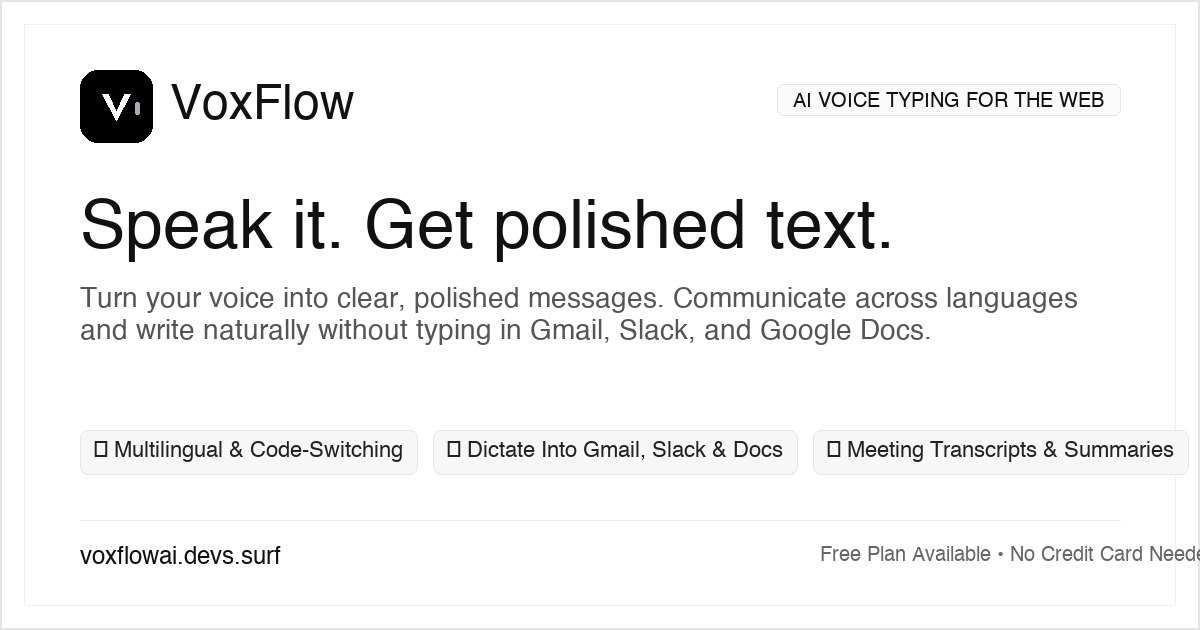 VoxFlow
AI VOICE TYPING FOR THE WEB
Speak it. Get polished text.
Turn your voice into clear, polished messages. Communicate across languages
and write naturally without typing in Gmail, Slack, and Google Docs.
Multilingual & Code-Switching
Dictate Into Gmail, Slack & Docs
Meeting Transcripts & Summaries
voxflowai.devs.surf
Free Plan Available • No Credit Card Neede